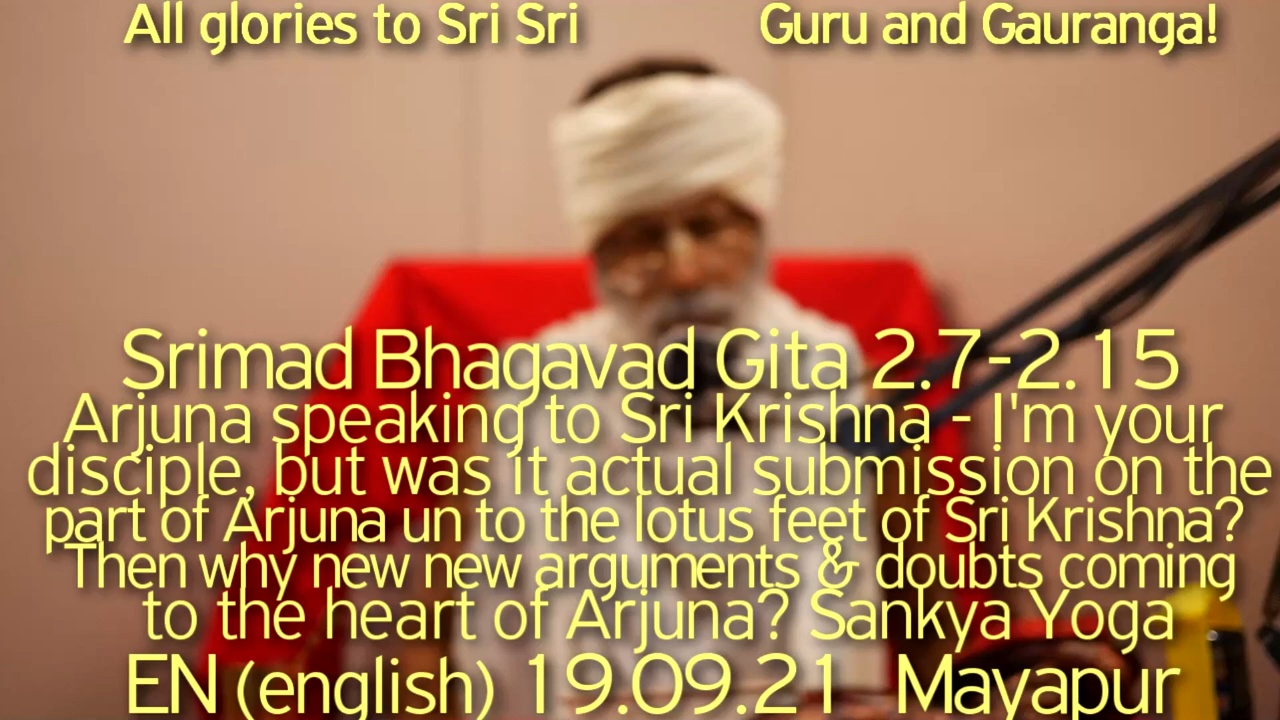 All glories to Sri Sri Guru and Gauranga!
Srimad Bhagavad Gita 2.7-2.15
Arjuna speaking to Sri Krishna - I'm your
disciple, but was it actual submission on the
part of Arjuna un to the lotus feet of Sri Krishna?
Then why new new arguments & doubts coming
to the heart of Arjuna? Sankya Yoga
EN (english) 19.09.21 Mayapur